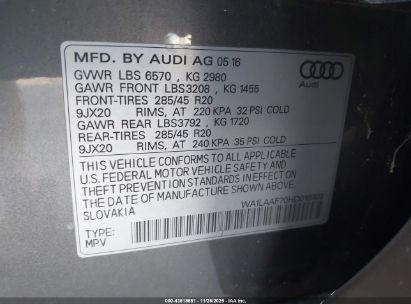 MFD. BY AUDI AG 05 16
GVWR LBS 6570 , KG 2980
GAWR FRONT LBS3208 , KG 1455
FRONT-TIRES 285/45 R20
9JX20 RIMS, AT 220 KPA 32 PSI COLD
GAWR REAR LBS3792 , KG 1720
REAR-TIRES 285/45 R20
9JX20 RIMS, AT 240 KPA 35 PSI COLD
THIS VEHICLE CONFORMS TO ALL APPLICABLE
U.S. FEDERAL MOTOR VEHICLE SAFETY AND
THEFT PREVENTION STANDARDS IN EFFECT ON
THE DATE OF MANUFACTURE SHOWN ABOVE.
SLOVAKIA
TYPE:
MPV